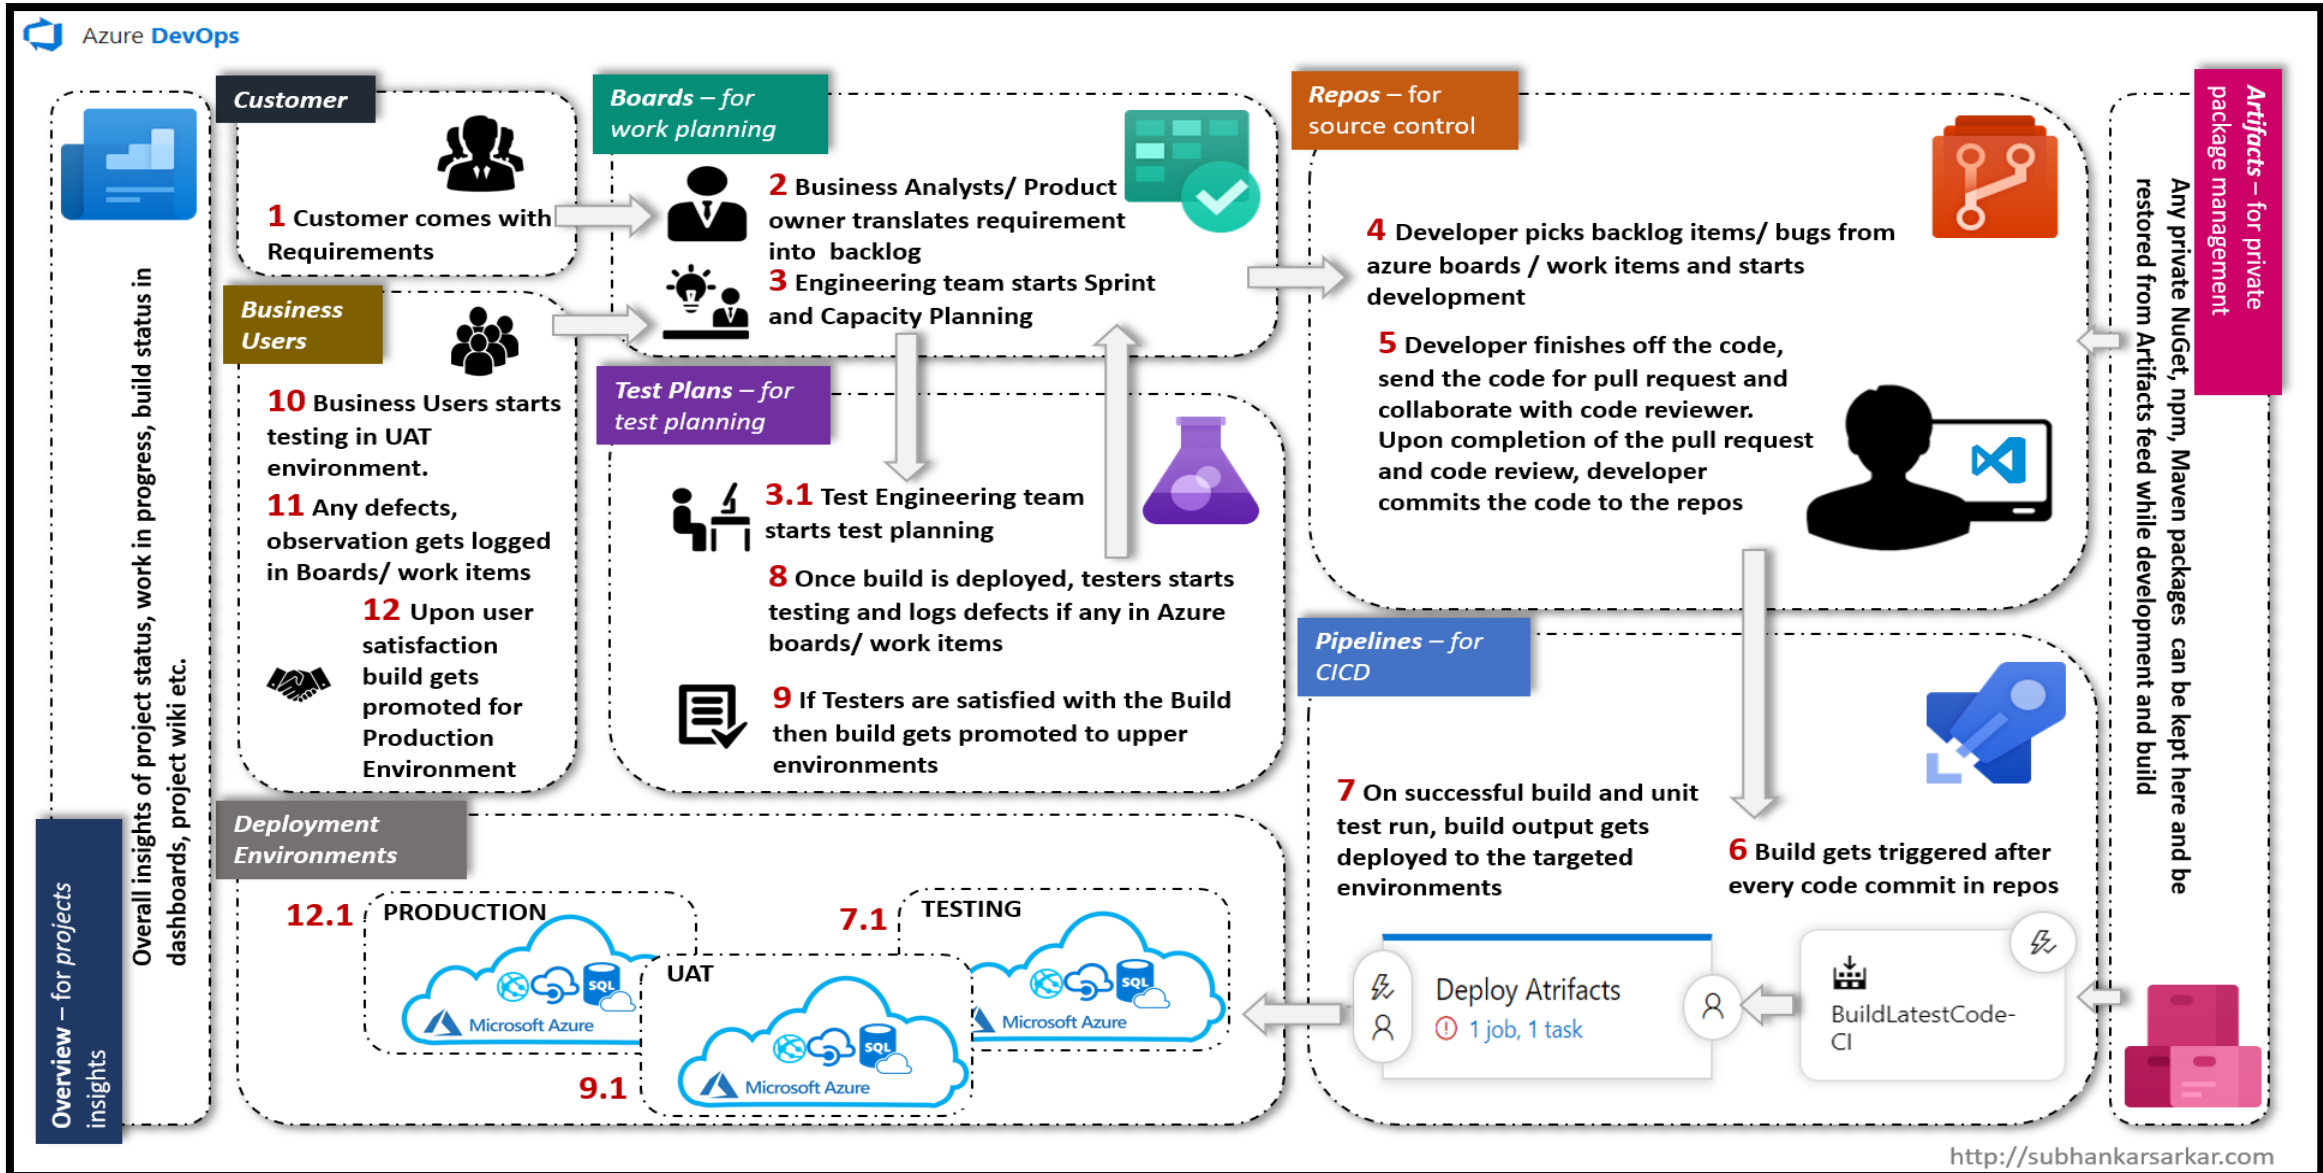 Azure DevOps
Overall insights of project status, work in progress, build status in
dashboards, project wiki etc.
Overview – for projects
insights
Customer
1 Customer comes with
Requirements
Business
Users
10 Business Users starts
testing in UAT
environment.
11 Any defects,
observation gets logged
in Boards/ work items
12 Upon user
satisfaction
build gets
promoted for
Production
Environment
Boards – for
work planning
2 Business Analysts/ Product
owner translates requirement
into backlog
3 Engineering team starts Sprint
and Capacity Planning
Test Plans – for
test planning
3.1 Test Engineering team
starts test planning
8 Once build is deployed, testers starts
testing and logs defects if any in Azure
boards/ work items
9 If Testers are satisfied with the Build
then build gets promoted to upper
environments
Repos – for
source control
4 Developer picks backlog items/ bugs from
azure boards / work items and starts
development
5 Developer finishes off the code,
send the code for pull request and
collaborate with code reviewer.
Upon completion of the pull request
and code review, developer
commits the code to the repos
Pipelines – for
CICD
7 On successful build and unit
test run, build output gets
deployed to the targeted
environments
6 Build gets triggered after
every code commit in repos
Deploy Atrifacts
1 job, 1 task
BuildLatestCode-
CI
Artifacts – for private
package management
Any private NuGet, npm, Maven packages can be kept here and be
restored from Artifacts feed while development and build
Deployment
Environments
12.1
PRODUCTION
SQL
Microsoft Azure
9.1
UAT
SQL
Microsoft Azure
7.1
TESTING
SQL
Microsoft Azure
http://subhankarsarkar.com